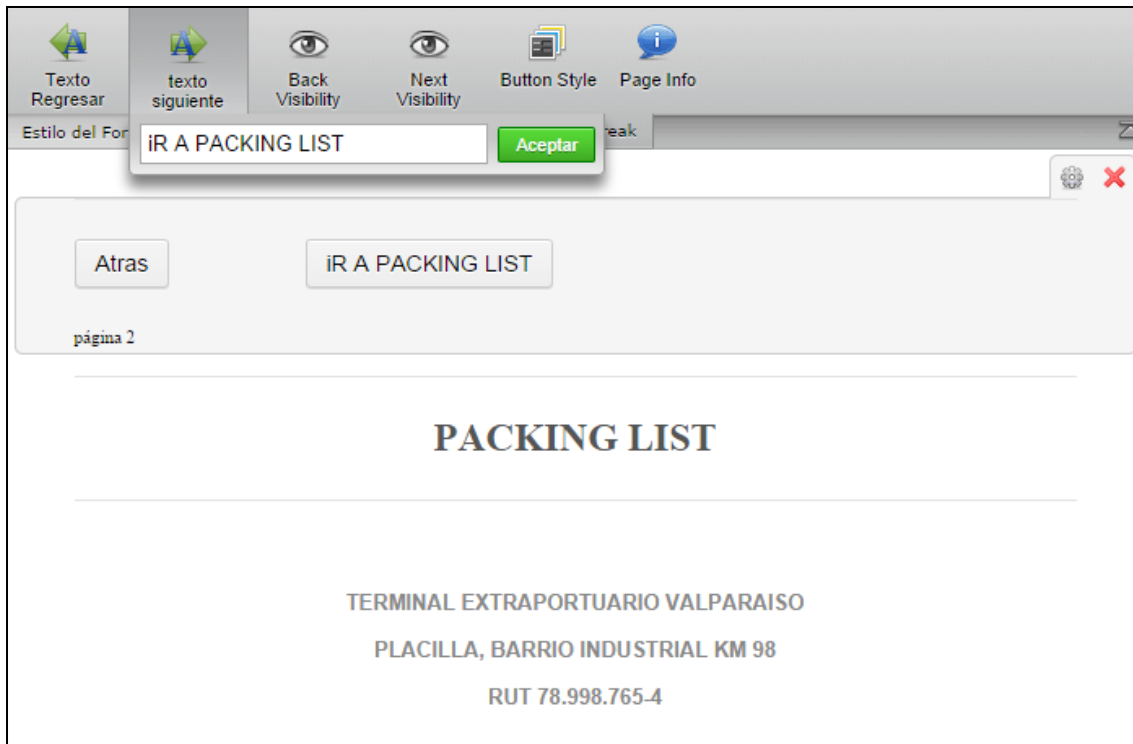 Texto
Regresar
texto
siguiente
Back
Visibility
Next
Visibility
Button Style
Page Info
Estilo del For
iR A PACKING LIST
Aceptar
reak
Atras
iR A PACKING LIST
página 2
PACKING LIST
TERMINAL EXTRAPORTUARIO VALPARAISO
PLACILLA, BARRIO INDUSTRIAL KM 98
RUT 78.998.765-4